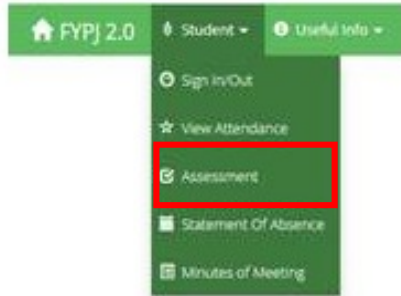 FYPJ 2.0 Student Useful Info
Sign In/Out
View Attendance
Assessment
Statement Of Absence
Minutes of Meeting